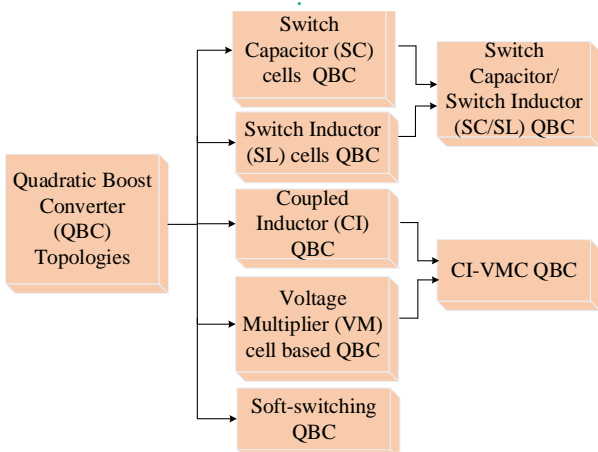 Quadratic Boost
Converter
(QBC)
Topologies
Switch
Capacitor (SC)
cells QBC
Switch Inductor
(SL) cells QBC
Coupled
Inductor (CI)
QBC
Voltage
Multiplier (VM)
cell based QBC
Soft-switching
QBC
Switch
Capacitor/
Switch Inductor
(SC/SL) QBC
CI-VMC QBC